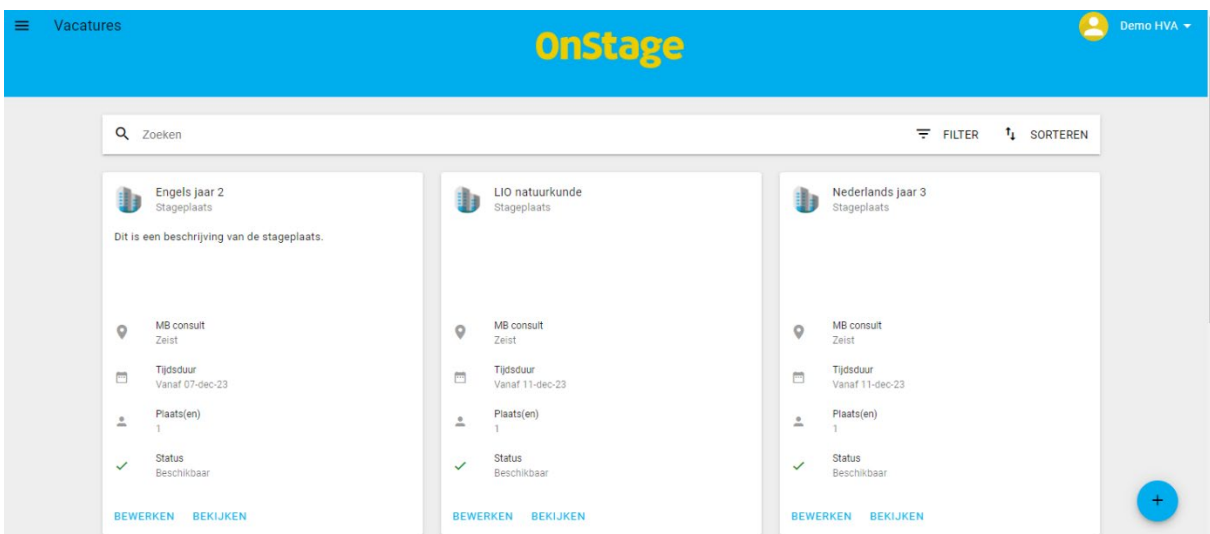 Vacatures
OnStage
Demo HVA
Zoeken
FILTER
SORTEREN
Engels jaar 2
Stageplaats
Dit is een beschrijving van de stageplaats.
MB consult
Zeist
Tijdsduur
Vanaf 07-dec-23
Plaats(en)
1
Status
Beschikbaar
BEWERKEN BEKIJKEN
LIO natuurkunde
Stageplaats
MB consult
Zeist
Tijdsduur
Vanaf 11-dec-23
Plaats(en)
1
Status
Beschikbaar
BEWERKEN BEKIJKEN
Nederlands jaar 3
Stageplaats
MB consult
Zeist
Tijdsduur
Vanaf 11-dec-23
Plaats(en)
1
Status
Beschikbaar
BEWERKEN BEKIJKEN
+